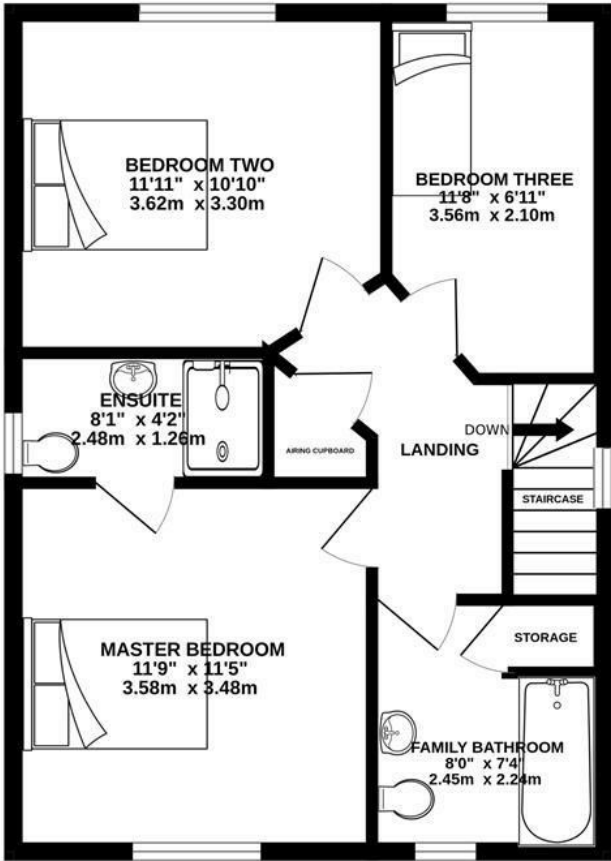 BEDROOM TWO
11'11" x 10'10"
3.62m x 3.30m
BEDROOM THREE
11'8" x 6'11"
3.56m x 2.10m
ENSUITE
8'1" x 4'2"
2.48m x 1.26m
AIRING CUPBOARD
DOWN
LANDING
STAIRCASE
MASTER BEDROOM
11'9" x 11'5"
3.58m x 3.48m
STORAGE
FAMILY BATHROOM
8'0" x 7'4"
2.45m x 2.24m